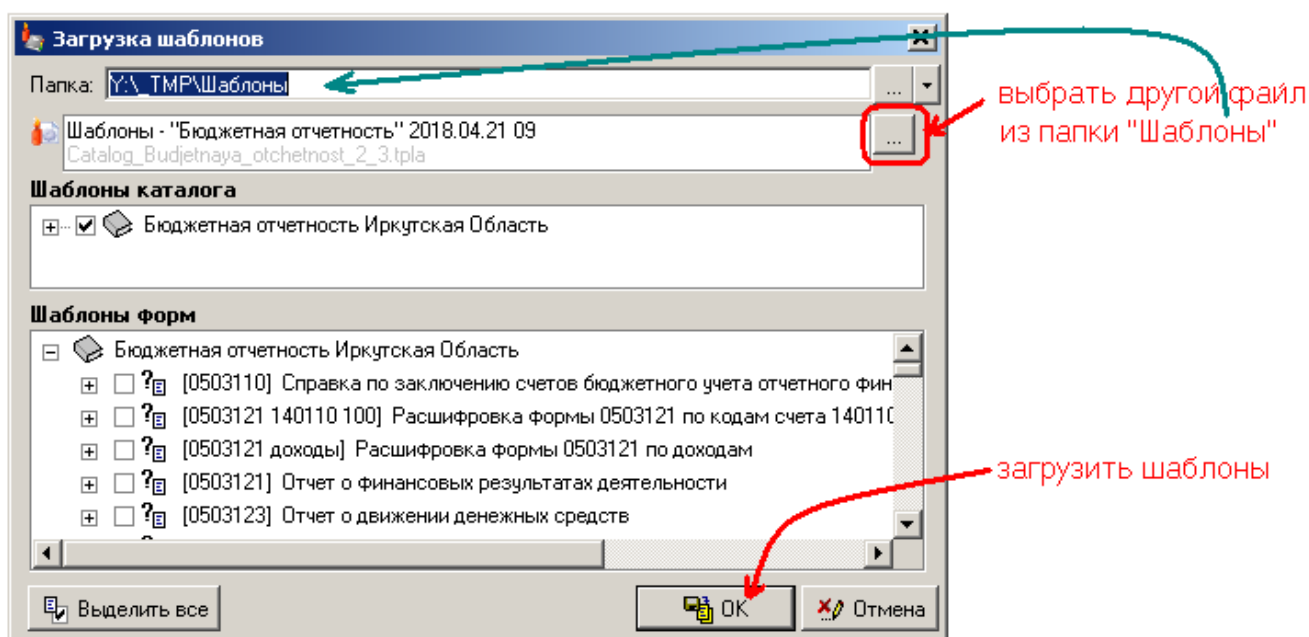 Загрузка шаблонов
Папка: Y:\_TMP\Шаблоны ...
выбрать другой файл
из папки "Шаблоны"
Шаблоны - "Бюджетная отчетность" 2018.04.21 09
Catalog_Budjetnaya_otchetnost_2_3.tpla
...
Шаблоны каталога
Бюджетная отчетность Иркутская Область
Шаблоны форм
Бюджетная отчетность Иркутская Область
[0503110] Справка по заключению счетов бюджетного учета отчетного фин
[0503121 140110 100] Расшифровка формы 0503121 по кодам счета 140110
[0503121 доходы] Расшифровка формы 0503121 по доходам
[0503121] Отчет о финансовых результатах деятельности
загрузить шаблоны
[0503123] Отчет о движении денежных средств
Выделить все
OK
Отмена